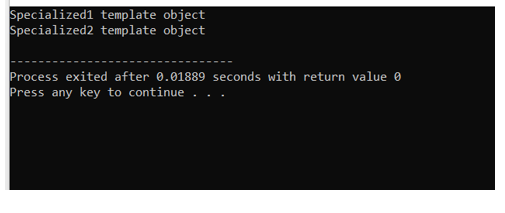 Specialized1 template object
Specialized2 template object
--------------------------------
Process exited after 0.01889 seconds with return value 0
Press any key to continue . . .